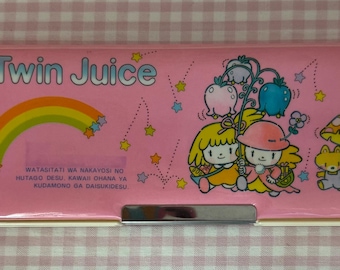 Twin Juice
WATASITATI WA NAKAYOSI NO
HUTAGO DESU. KAWAII OHANA YA
KUDAMONO GA DAISUKIDESU.